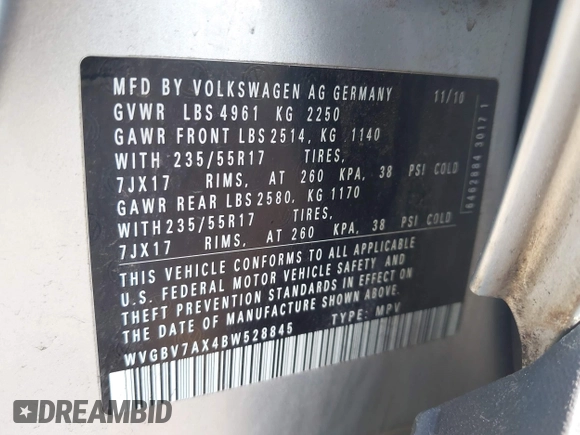 MFD BY VOLKSWAGEN AG GERMANY 11/10
GVWR LBS 4961 KG 2250
GAWR FRONT LBS 2514, KG 1140
WITH 235/55R17 TIRES,
7JX17 RIMS, AT 260 KPA, 38 PSI COLD
GAWR REAR LBS 2580, KG 1170
WITH 235/55R17 TIRES,
7JX17 RIMS, AT 260 KPA, 38 PSI COLD
THIS VEHICLE CONFORMS TO ALL APPLICABLE
U.S. FEDERAL MOTOR VEHICLE SAFETY AND
THEFT PREVENTION STANDARDS IN EFFECT ON
THE DATE OF MANUFACTURE SHOWN ABOVE.
WVGBV7AX4BW528845 TYPE: MPV
DREAMBID